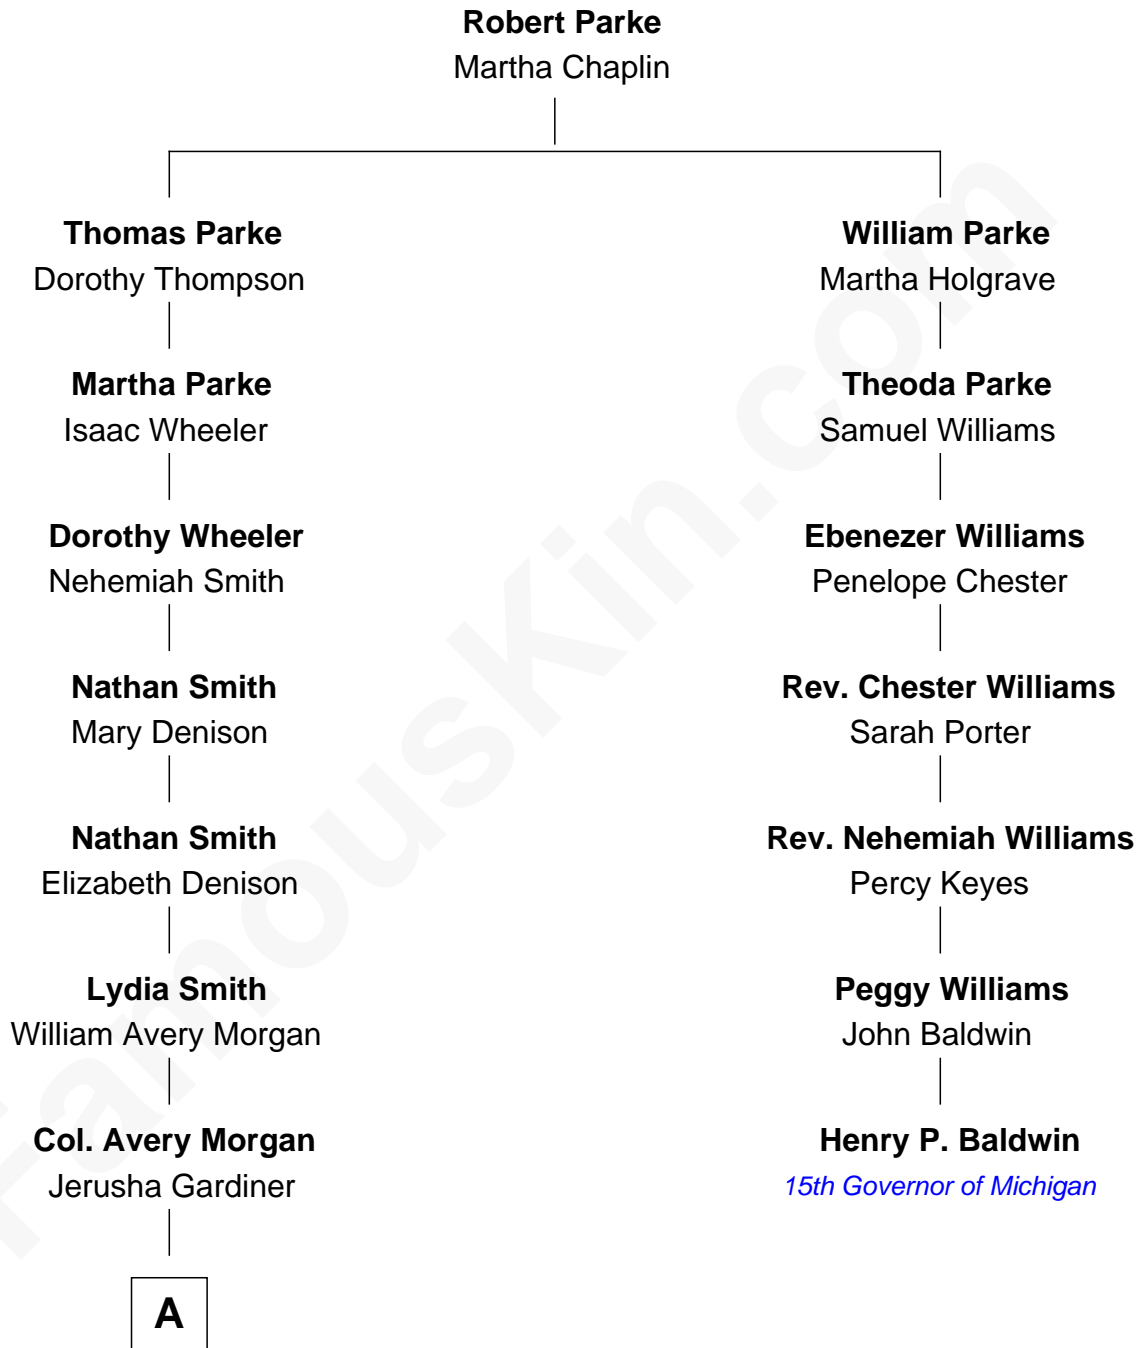 Robert Parke
Martha Chaplin
Thomas Parke
Dorothy Thompson
William Parke
Martha Holgrave
Martha Parke
Isaac Wheeler
Theoda Parke
Samuel Williams
Dorothy Wheeler
Nehemiah Smith
Ebenezer Williams
Penelope Chester
Nathan Smith
Mary Denison
Rev. Chester Williams
Sarah Porter
Nathan Smith
Elizabeth Denison
Rev. Nehemiah Williams
Percy Keyes
Lydia Smith
William Avery Morgan
Peggy Williams
John Baldwin
Col. Avery Morgan
Jerusha Gardiner
Henry P. Baldwin
15th Governor of Michigan
A
FamousKin.com